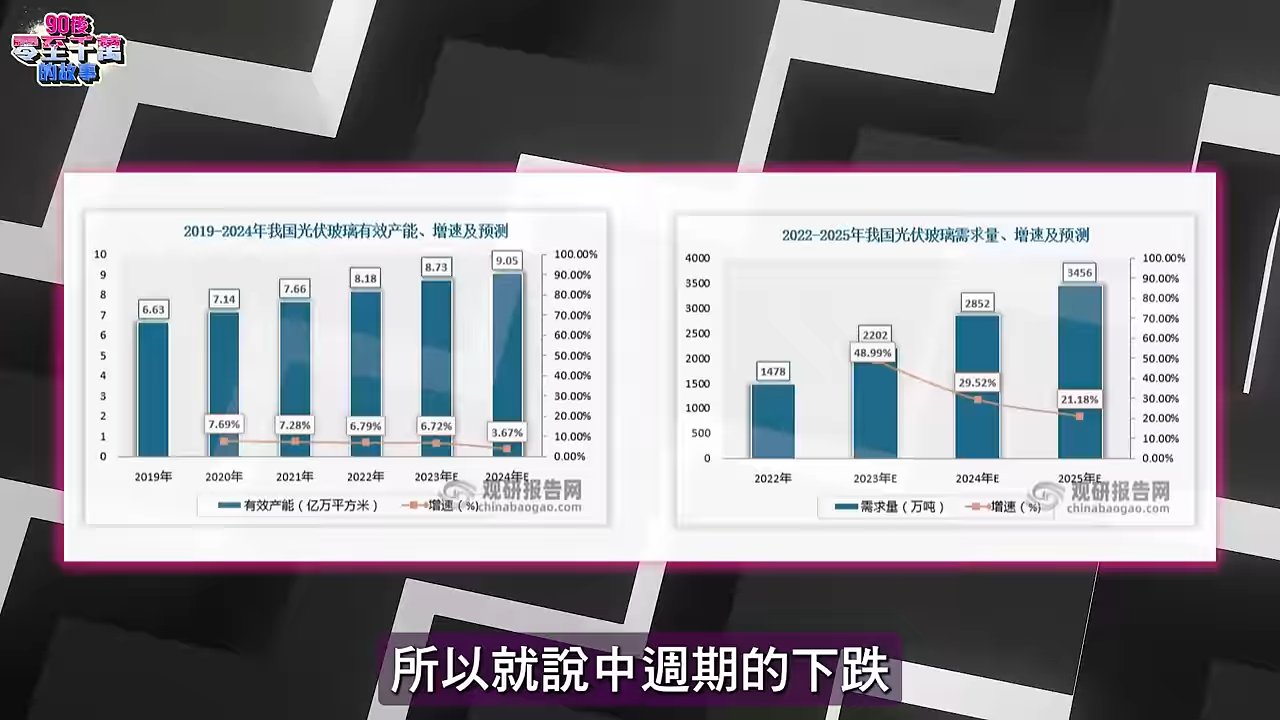 90後
零至千萬
的故事
2019-2024年我国光伏玻璃有效产能、增速及预测
10
9
8
7
6
5
4
3
2
1
0
6.63
7.14
7.66
8.18
8.73
9.05
7.69%
7.28%
6.79%
6.72%
3.67%
100.00%
90.00%
80.00%
70.00%
60.00%
50.00%
40.00%
30.00%
20.00%
10.00%
0.00%
2019年
2020年
2021年
2022年
2023年E
2024年E
有效产能（亿万平方米）
增速（%）
观研报告网
chinabaogao.com
2022-2025年我国光伏玻璃需求量、增速及预测
4000
3500
3000
2500
2000
1500
1000
500
0
1478
2202
2852
3456
48.99%
29.52%
21.18%
100.00%
90.00%
80.00%
70.00%
60.00%
50.00%
40.00%
30.00%
20.00%
10.00%
0.00%
2022年
2023年E
2024年E
2025年E
需求量（万吨）
增速（%）
观研报告网
chinabaogao.com
所以就說中週期的下跌